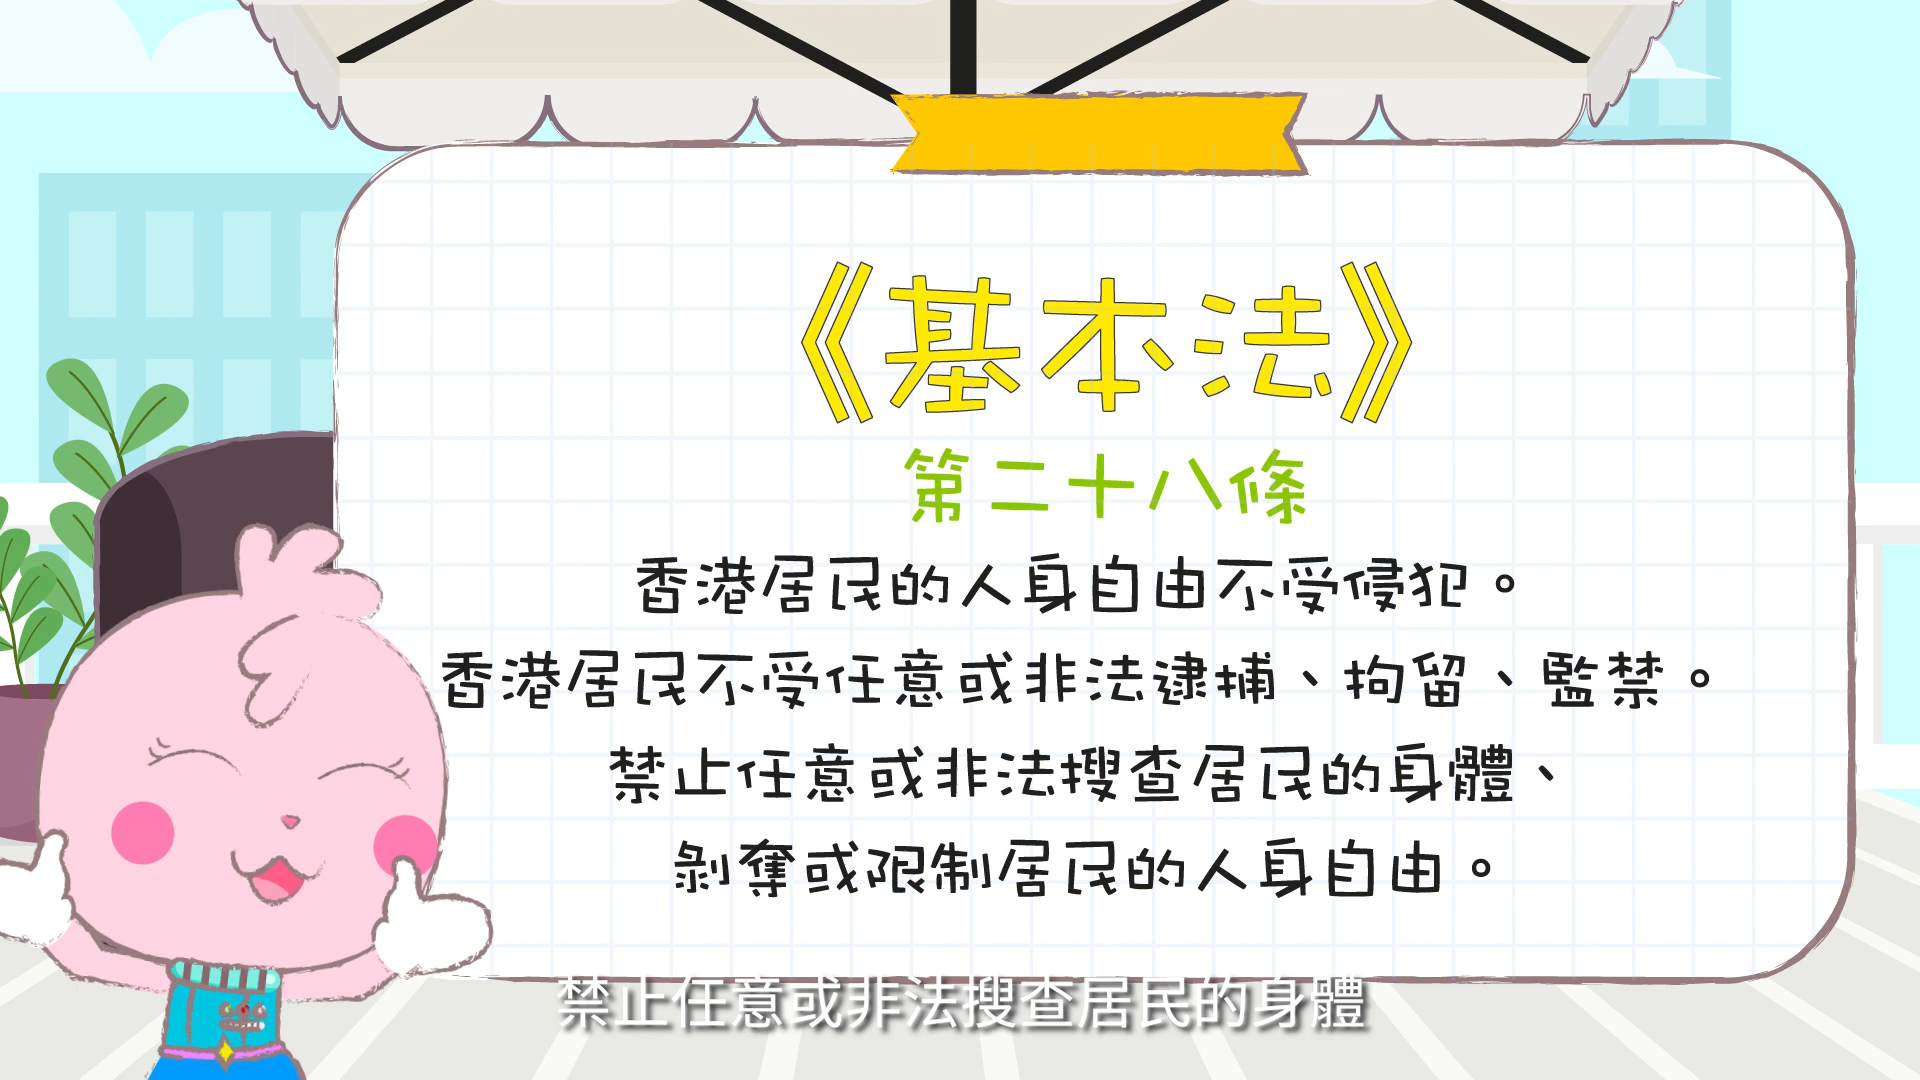 《基本法》
第二十八條
香港居民的人身自由不受侵犯。
香港居民不受任意或非法逮捕、拘留、監禁。
禁止任意或非法搜查居民的身體、
剝奪或限制居民的人身自由。
禁止任意或非法搜查居民的身體